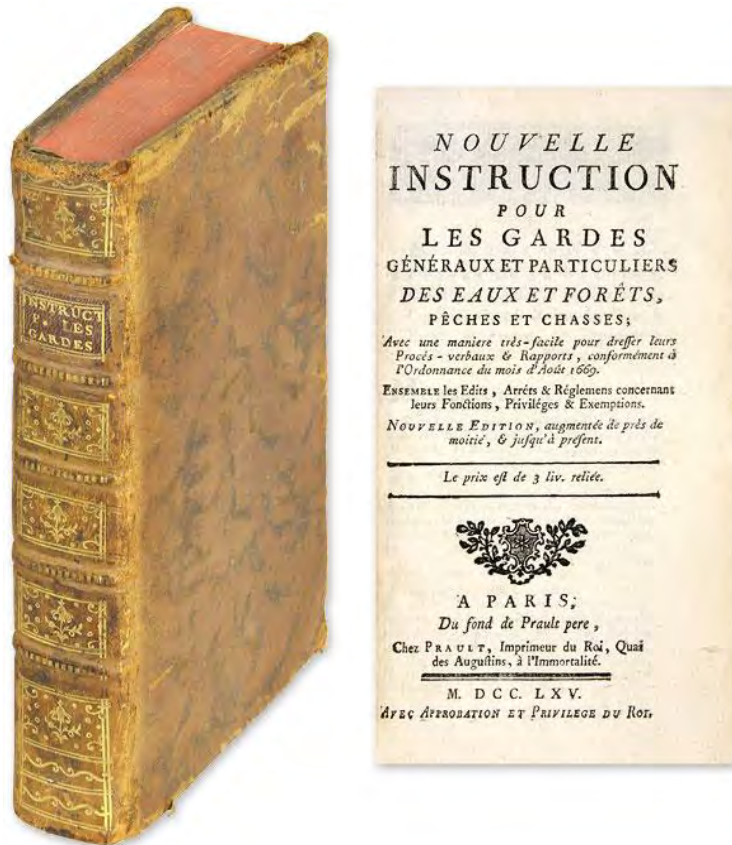 INSTRUCT
P. LES
GARDES
NOUVELLE
INSTRUCTION
POUR
LES GARDES
GÉNÉRAUX ET PARTICULIERS
DES EAUX ET FORÊTS,
PÊCHES ET CHASSES;
Avec une maniere très-facile pour dreſſer leurs
Procès-verbaux & Rapports, conformément à
l'Ordonnance du mois d'Août 1669.
ENSEMBLE les Edits, Arrêts & Réglemens concernant
leurs Fonctions, Priviléges & Exemptions.
NOUVELLE EDITION, augmentée de près de
moitié, & juſqu'à préſent.
Le prix eſt de 3 liv. reliée.
A PARIS;
Du fond de Prault pere,
Chez PRAULT, Imprimeur du Roi, Quai
des Auguſtins, à l'Immortalité.
M. DCC. LXV.
AVEC APPROBATION ET PRIVILEGE DU ROI.